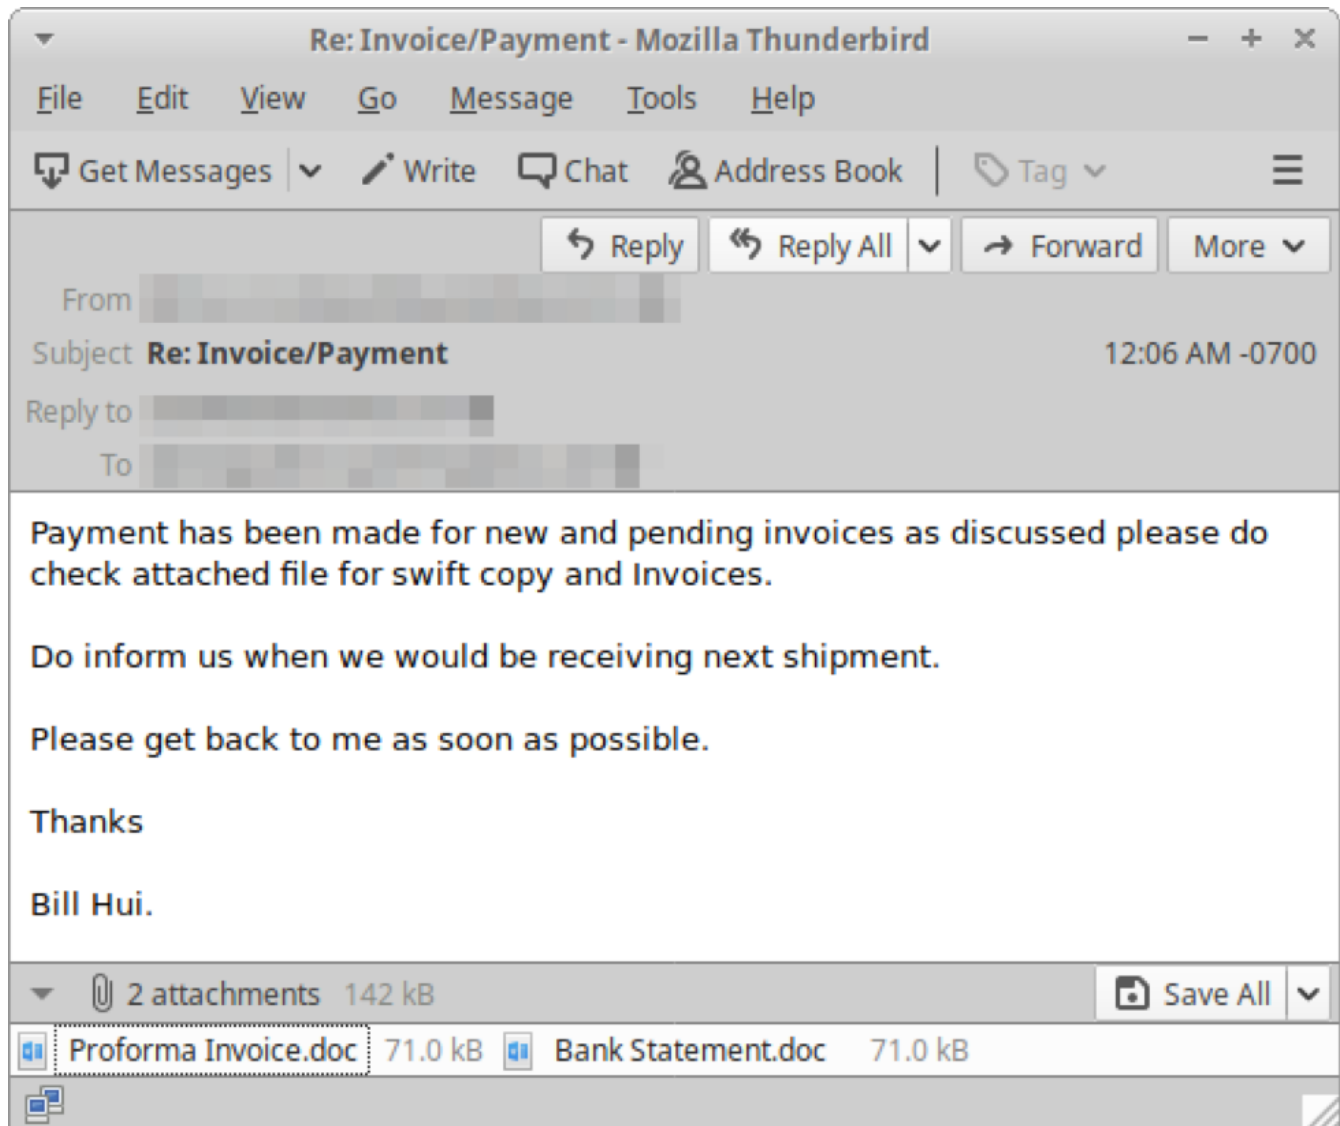 Re: Invoice/Payment - Mozilla Thunderbird
File Edit View Go Message Tools Help
Get Messages Write Chat Address Book Tag
Reply Reply All Forward More
From
Subject Re: Invoice/Payment 12:06 AM -0700
Reply to
To
Payment has been made for new and pending invoices as discussed please do
check attached file for swift copy and Invoices.
Do inform us when we would be receiving next shipment.
Please get back to me as soon as possible.
Thanks
Bill Hui.
2 attachments 142 kB Save All
Proforma Invoice.doc 71.0 kB Bank Statement.doc 71.0 kB